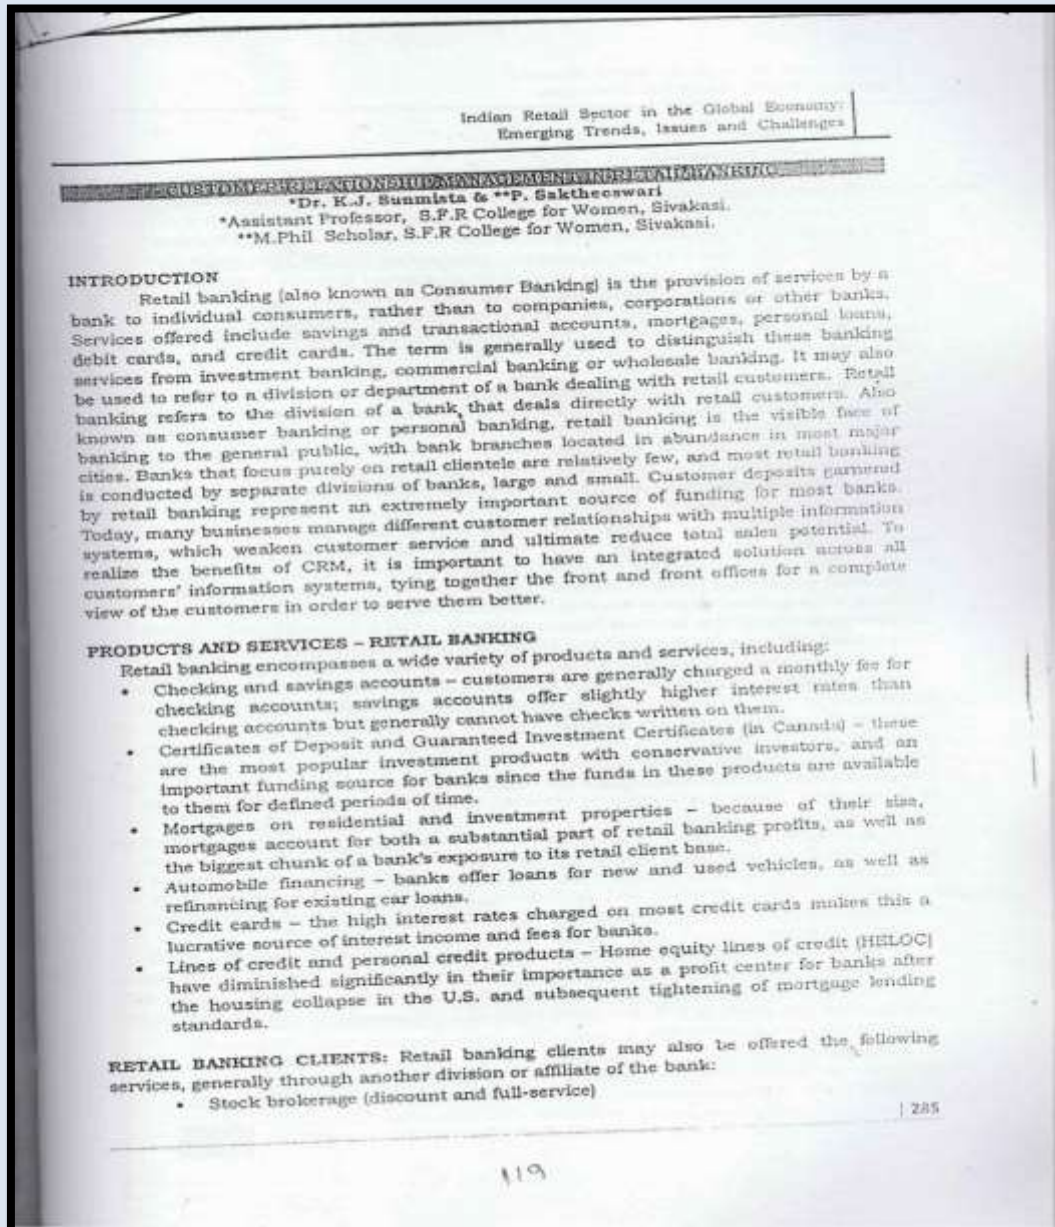 Indian Retail Sector in the Global Economy:
Emerging Trends, Issues and Challenges
CUSTOMER RELATIONSHIP MANAGEMENT IN RETAIL BANKING
*Dr. K.J. Sunmista & **P. Saktheeswari
*Assistant Professor, S.F.R College for Women, Sivakasi.
**M.Phil Scholar, S.F.R College for Women, Sivakasi.
INTRODUCTION
Retail banking (also known as Consumer Banking) is the provision of services by a
bank to individual consumers, rather than to companies, corporations or other banks.
Services offered include savings and transactional accounts, mortgages, personal loans,
debit cards, and credit cards. The term is generally used to distinguish these banking
services from investment banking, commercial banking or wholesale banking. It may also
be used to refer to a division or department of a bank dealing with retail customers. Retail
banking refers to the division of a bank that deals directly with retail customers. Also
known as consumer banking or personal banking, retail banking is the visible face of
banking to the general public, with bank branches located in abundance in most major
cities. Banks that focus purely on retail clientele are relatively few, and most retail banking
is conducted by separate divisions of banks, large and small. Customer deposits garnered
by retail banking represent an extremely important source of funding for most banks.
Today, many businesses manage different customer relationships with multiple information
systems, which weaken customer service and ultimate reduce total sales potential. To
realize the benefits of CRM, it is important to have an integrated solution across all
customers' information systems, tying together the front and front offices for a complete
view of the customers in order to serve them better.
PRODUCTS AND SERVICES – RETAIL BANKING
Retail banking encompasses a wide variety of products and services, including:
• Checking and savings accounts – customers are generally charged a monthly fee for
checking accounts; savings accounts offer slightly higher interest rates than
checking accounts but generally cannot have checks written on them.
• Certificates of Deposit and Guaranteed Investment Certificates (in Canada) – these
are the most popular investment products with conservative investors, and an
important funding source for banks since the funds in these products are available
to them for defined periods of time.
• Mortgages on residential and investment properties – because of their size,
mortgages account for both a substantial part of retail banking profits, as well as
the biggest chunk of a bank's exposure to its retail client base.
• Automobile financing – banks offer loans for new and used vehicles, as well as
refinancing for existing car loans.
• Credit cards – the high interest rates charged on most credit cards makes this a
lucrative source of interest income and fees for banks.
• Lines of credit and personal credit products – Home equity lines of credit (HELOC)
have diminished significantly in their importance as a profit center for banks after
the housing collapse in the U.S. and subsequent tightening of mortgage lending
standards.
RETAIL BANKING CLIENTS: Retail banking clients may also be offered the following
services, generally through another division or affiliate of the bank:
• Stock brokerage (discount and full-service)
| 285
119